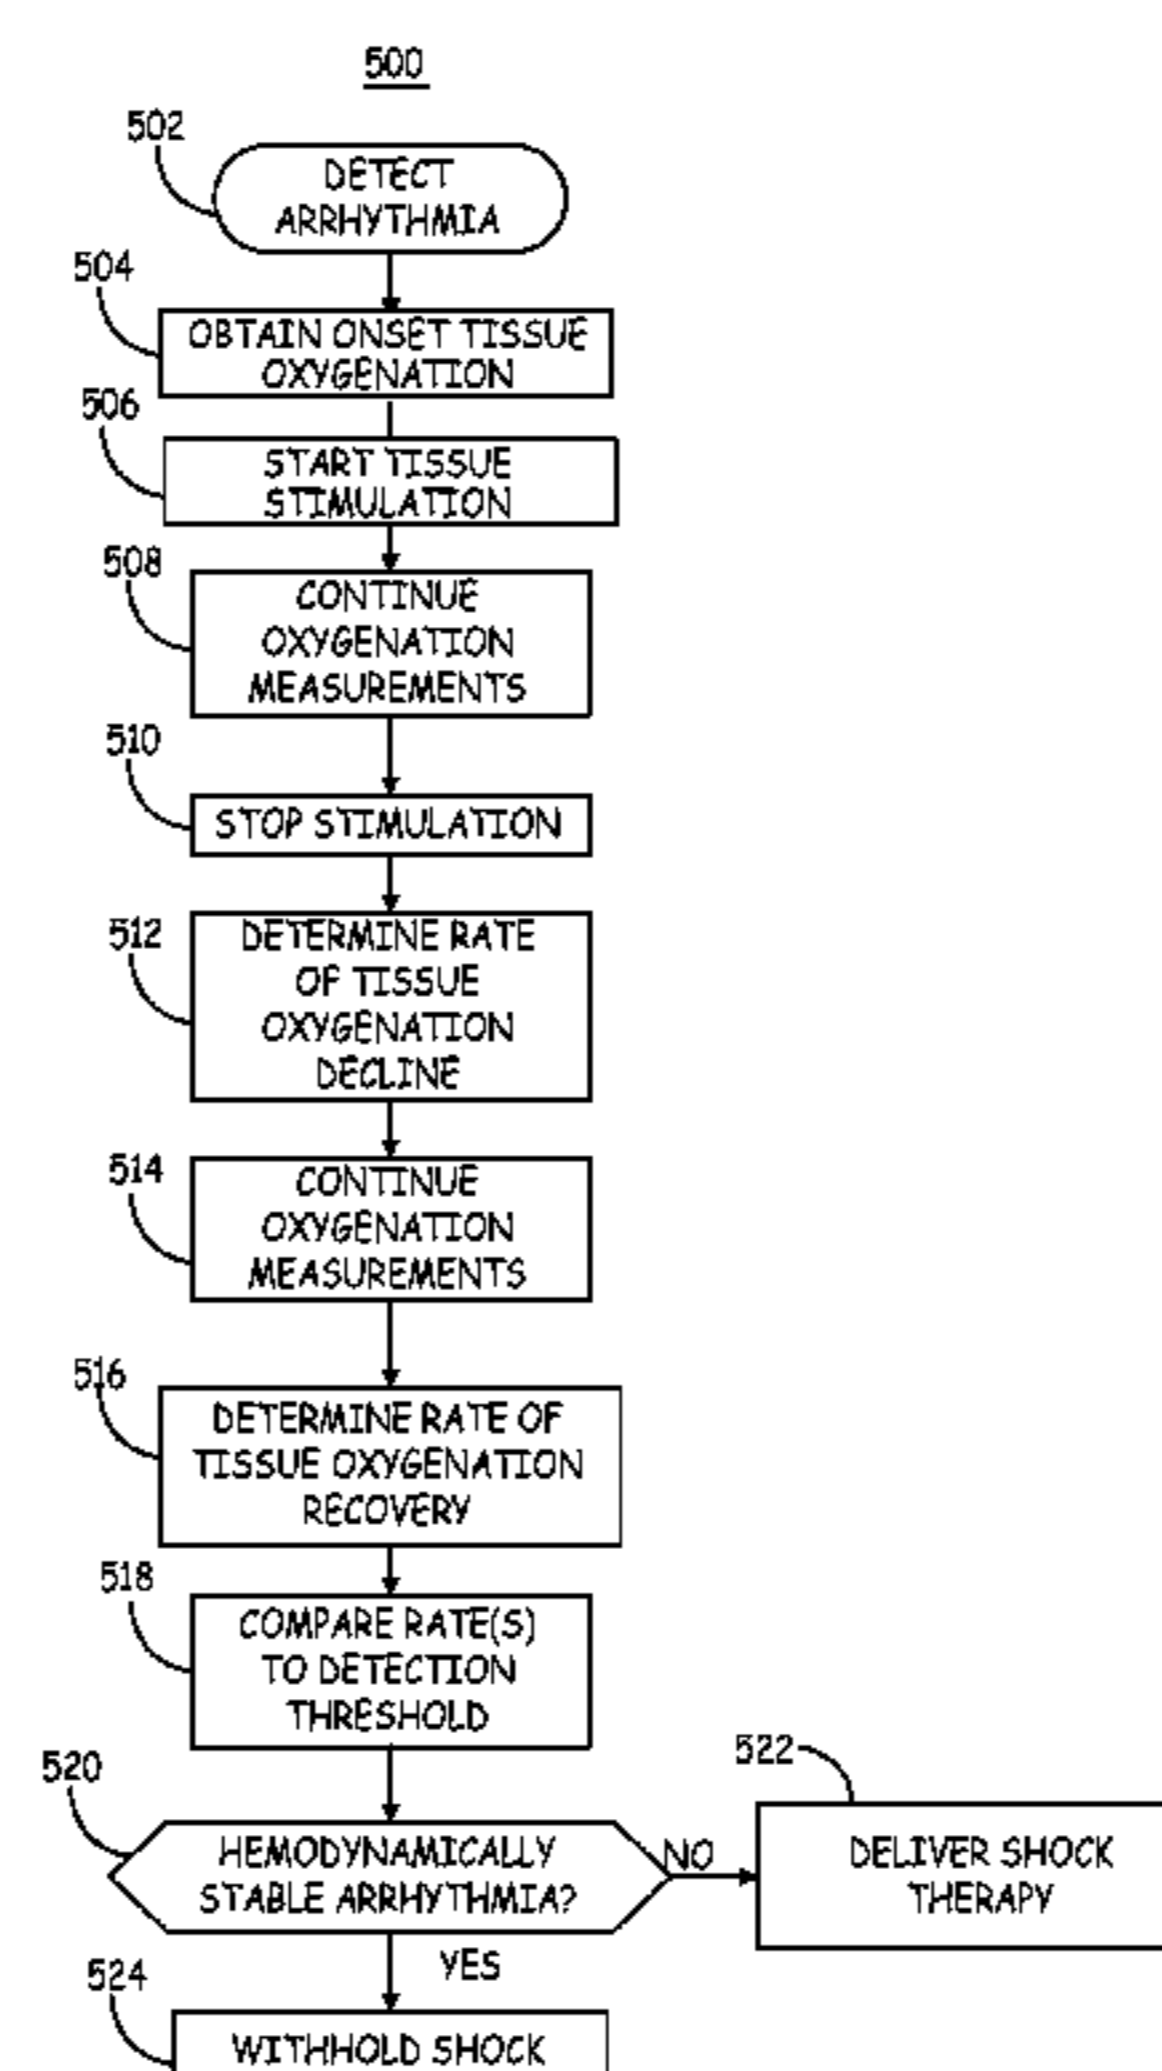 500
502
DETECT
ARRHYTHMIA
504
OBTAIN ONSET TISSUE
OXYGENATION
506
START TISSUE
STIMULATION
508
CONTINUE
OXYGENATION
MEASUREMENTS
510
STOP STIMULATION
512
DETERMINE RATE
OF TISSUE
OXYGENATION
DECLINE
514
CONTINUE
OXYGENATION
MEASUREMENTS
516
DETERMINE RATE OF
TISSUE OXYGENATION
RECOVERY
518
COMPARE RATE(S)
TO DETECTION
THRESHOLD
520
HEMODYNAMICALLY
STABLE ARRHYTHMIA?
NO
522
DELIVER SHOCK
THERAPY
YES
524
WITHHOLD SHOCK